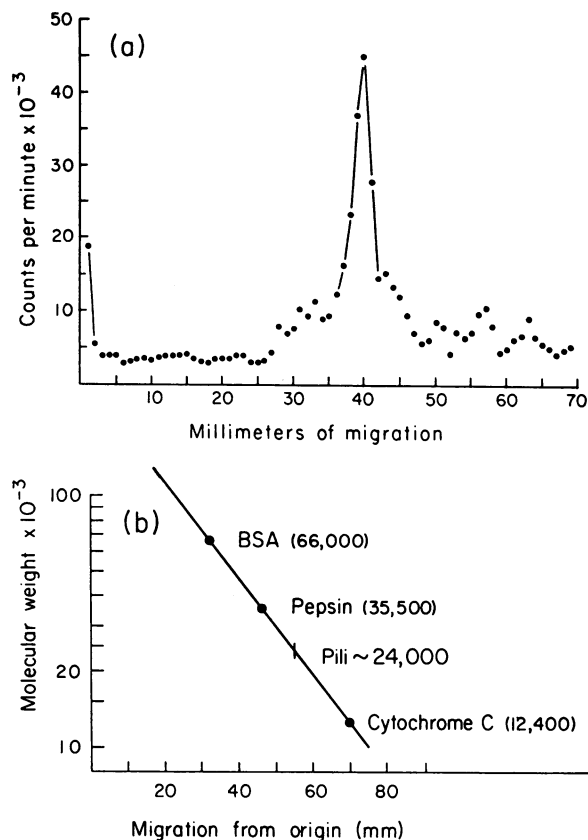 (a)
Counts per minute x 10⁻³
50
40
30
20
10
10 20 30 40 50 60 70
Millimeters of migration
(b)
Molecular weight x10⁻³
100
20
10
BSA (66,000)
Pepsin (35,500)
Pili ~ 24,000
Cytochrome C (12,400)
20 40 60 80
Migration from origin (mm)